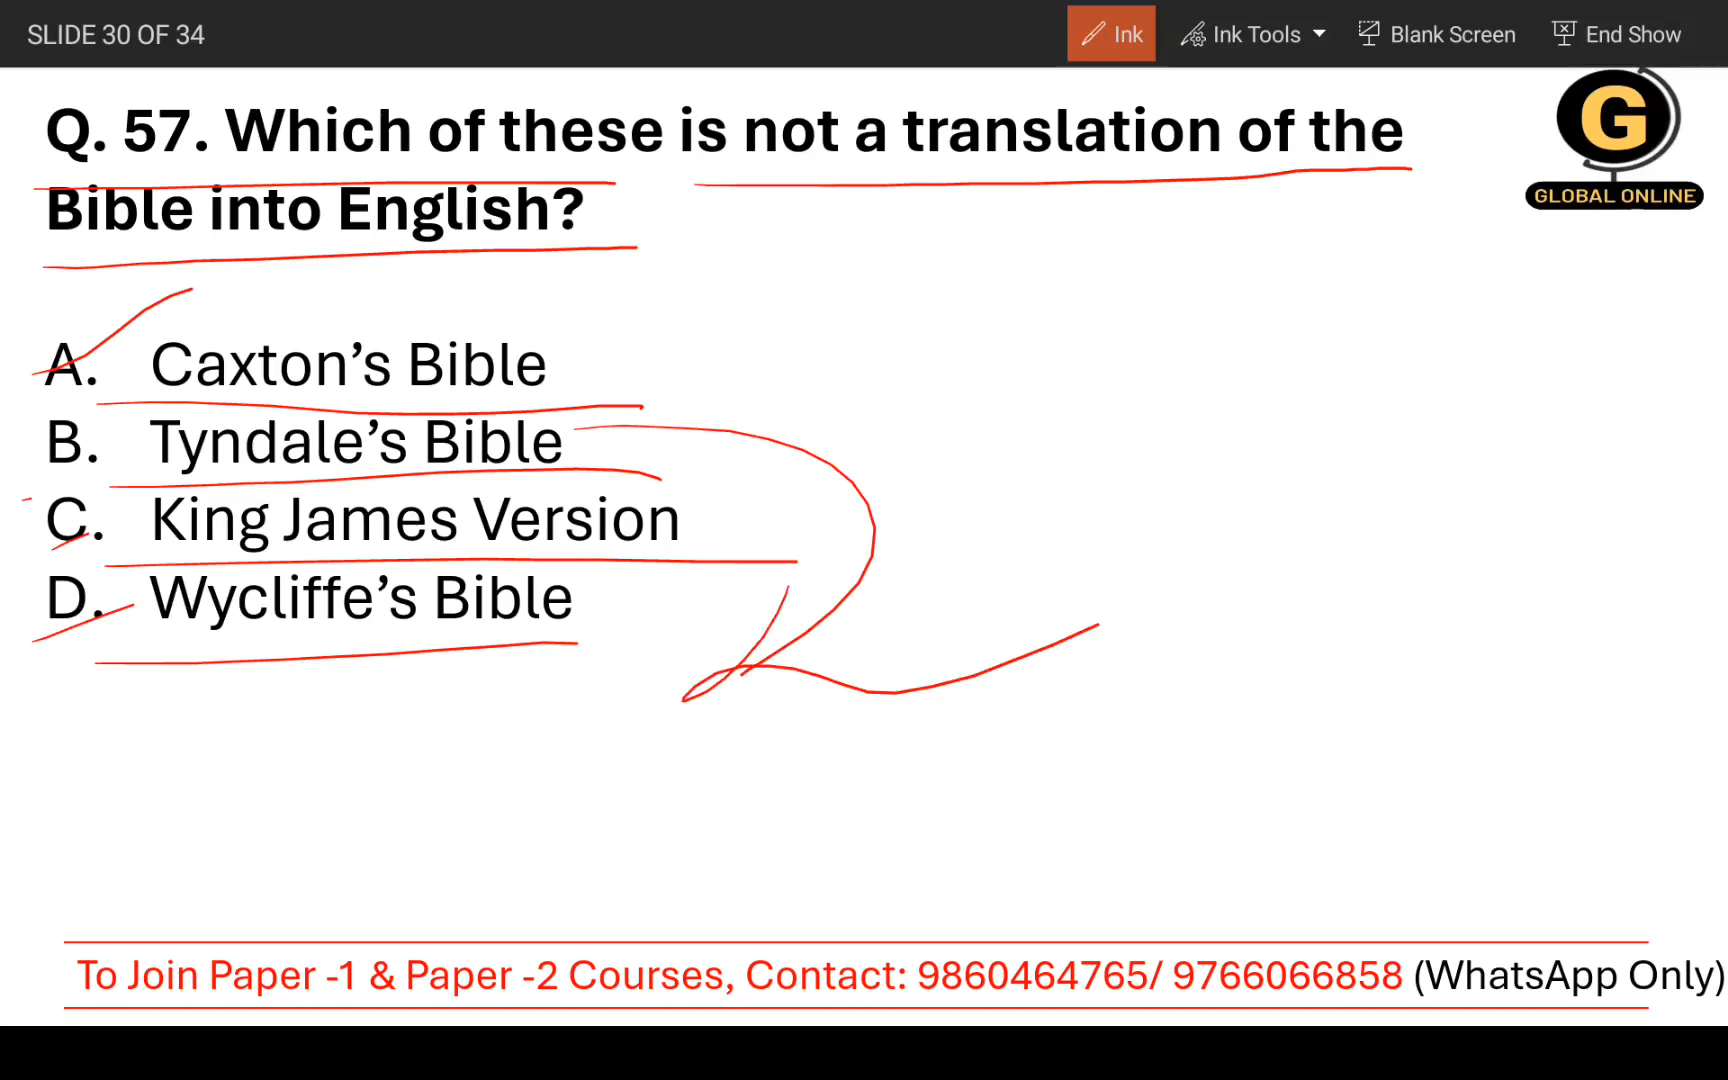 SLIDE 30 OF 34
Ink
Ink Tools
Blank Screen
End Show
Q. 57. Which of these is not a translation of the
Bible into English?
G
GLOBAL ONLINE
A. Caxton’s Bible
B. Tyndale’s Bible
C. King James Version
D. Wycliffe’s Bible
To Join Paper -1 & Paper -2 Courses, Contact: 9860464765/ 9766066858 (WhatsApp Only)